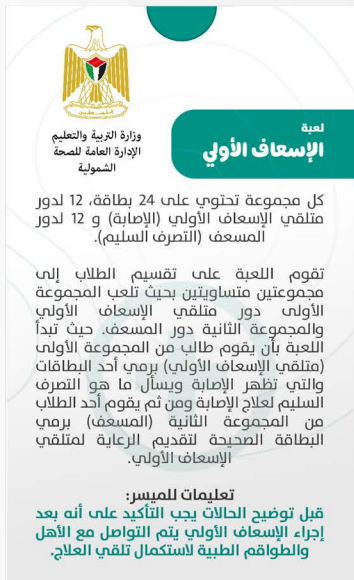 وزارة التربية والتعليم
الإدارة العامة للصحة
الشمولية
لعبة
الإسعاف الأولي
كل مجموعة تحتوي على 24 بطاقة، 12 لدور
متلقي الإسعاف الأولي (الإصابة) و 12 لدور
المسعف (التصرف السليم).
تقوم اللعبة على تقسيم الطلاب إلى
مجموعتين متساويتين بحيث تلعب المجموعة
الأولى دور متلقي الإسعاف الأولي
والمجموعة الثانية دور المسعف. حيث تبدأ
اللعبة بأن يقوم طالب من المجموعة الأولى
(متلقي الإسعاف الأولي) برمي أحد البطاقات
والتي تظهر الإصابة ويسأل ما هو التصرف
السليم لعلاج الإصابة ومن ثم يقوم أحد الطلاب
من المجموعة الثانية (المسعف) برمي
البطاقة الصحيحة لتقديم الرعاية لمتلقي
الإسعاف الأولي.
تعليمات للميسر:
قبل توضيح الحالات يجب التأكيد على أنه بعد
إجراء الإسعاف الأولي يتم التواصل مع الأهل
والطواقم الطبية لاستكمال تلقي العلاج.